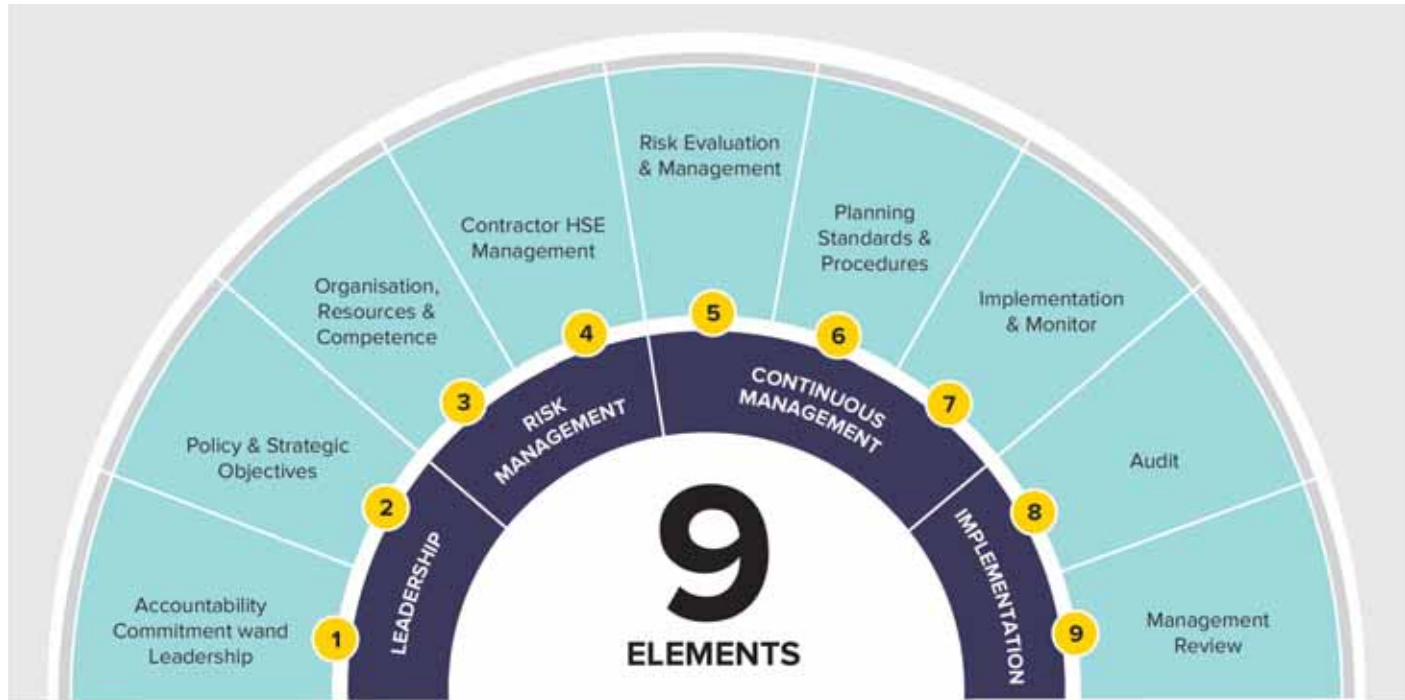 1
Accountability
Commitment wand
Leadership
2
Policy & Strategic
Objectives
3
Organisation,
Resources &
Competence
4
Contractor HSE
Management
5
Risk Evaluation
& Management
6
Planning
Standards &
Procedures
7
Implementation
& Monitor
8
Audit
9
Management
Review
LEADERSHIP
RISK
MANAGEMENT
CONTINUOUS
MANAGEMENT
IMPLEMENTATION
9
ELEMENTS